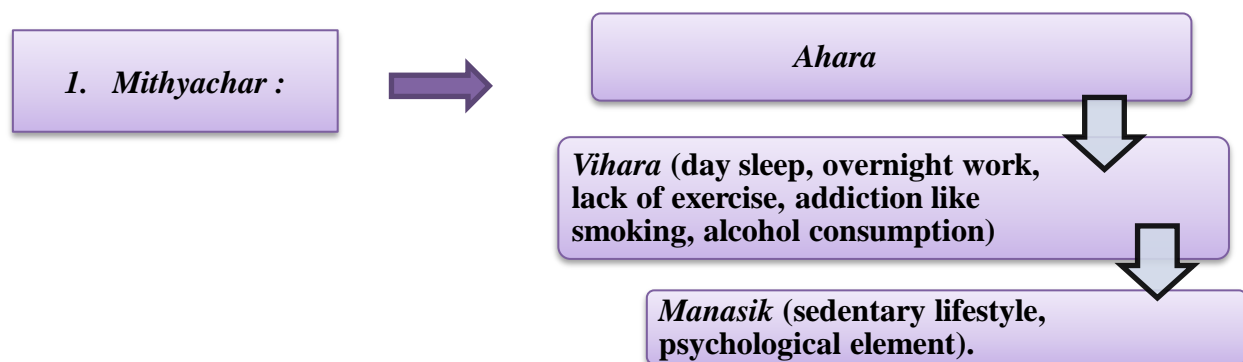 1. Mithyachar :
Ahara
Vihara (day sleep, overnight work,
lack of exercise, addiction like
smoking, alcohol consumption)
Manasik (sedentary lifestyle,
psychological element).